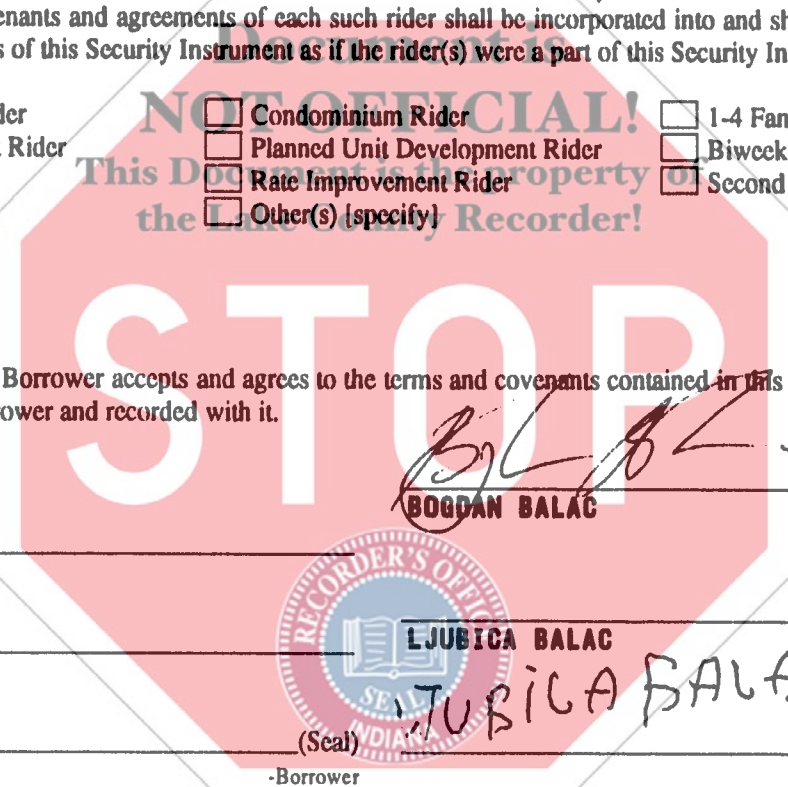 enants and agreements of each such rider shall be incorporated into and sh
s of this Security Instrument as if the rider(s) were a part of this Security In
Document is
NOT OFFICIAL!
This Document is the property of
the Lake County Recorder!
der
Rider
Condominium Rider
Planned Unit Development Rider
Rate Improvement Rider
Other(s) [specify]
1-4 Fam
Biweek
Second
STOP
Borrower accepts and agrees to the terms and covenants contained in this
ower and recorded with it.
BOGDAN BALAC
RECORDER'S OFFIC
SEAL
INDIANA
LJUBICA BALAC
JUBiCA BALA
(Seal)
-Borrower